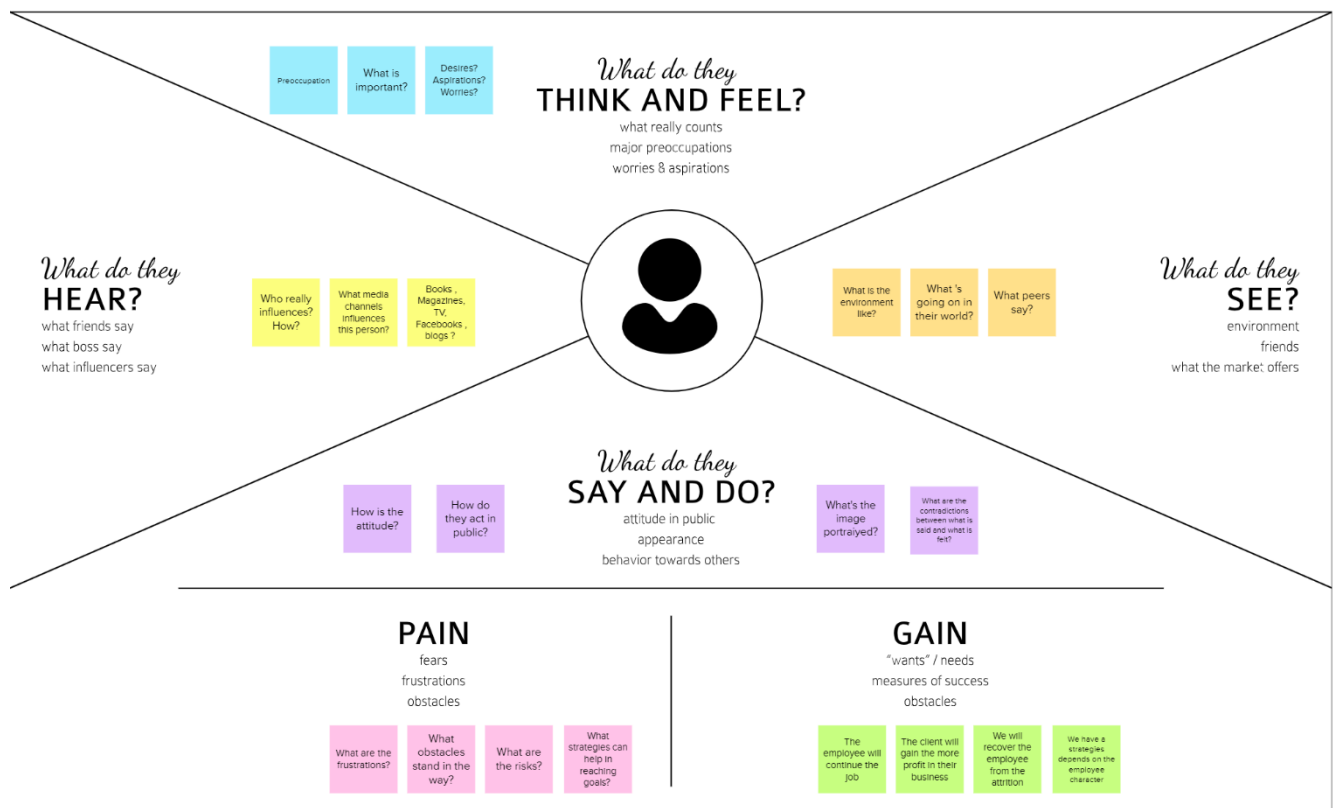 Preoccupation
What is
important?
Desires?
Aspirations?
Worries?
What do they
THINK AND FEEL?
what really counts
major preoccupations
worries & aspirations
What do they
HEAR?
what friends say
what boss say
what influencers say
Who really
influences?
How?
What media
channels
influences
this person?
Books ,
Magazines,
TV,
Facebooks ,
blogs ?
What is the
environment
like?
What 's
going on in
their world?
What peers
say?
What do they
SEE?
environment
friends
what the market offers
What do they
SAY AND DO?
attitude in public
appearance
behavior towards others
How is the
attitude?
How do
they act in
public?
What's the
image
portraiyed?
What are the
contradictions
between what is
said and what is
felt?
PAIN
fears
frustrations
obstacles
What are the
frustrations?
What
obstacles
stand in the
way?
What are
the risks?
What
strategies can
help in
reaching
goals?
GAIN
"wants" / needs
measures of success
obstacles
The
employee will
continue the
job
The client will
gain the more
profit in their
business
We will
recover the
employee
from the
attrition
We have a
strategies
depends on the
employee
character